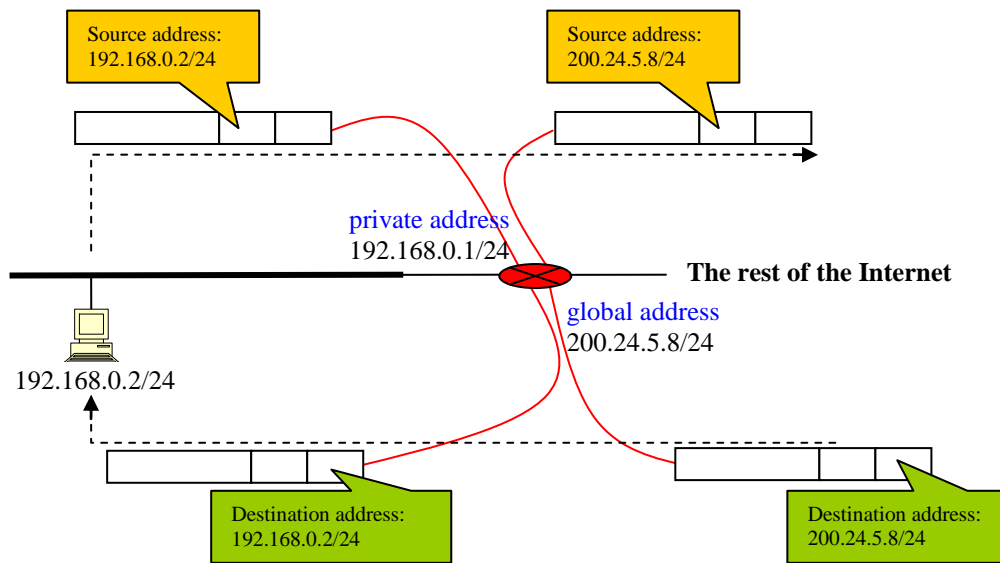 Source address:
192.168.0.2/24
Source address:
200.24.5.8/24
private address
192.168.0.1/24
The rest of the Internet
global address
200.24.5.8/24
192.168.0.2/24
Destination address:
192.168.0.2/24
Destination address:
200.24.5.8/24